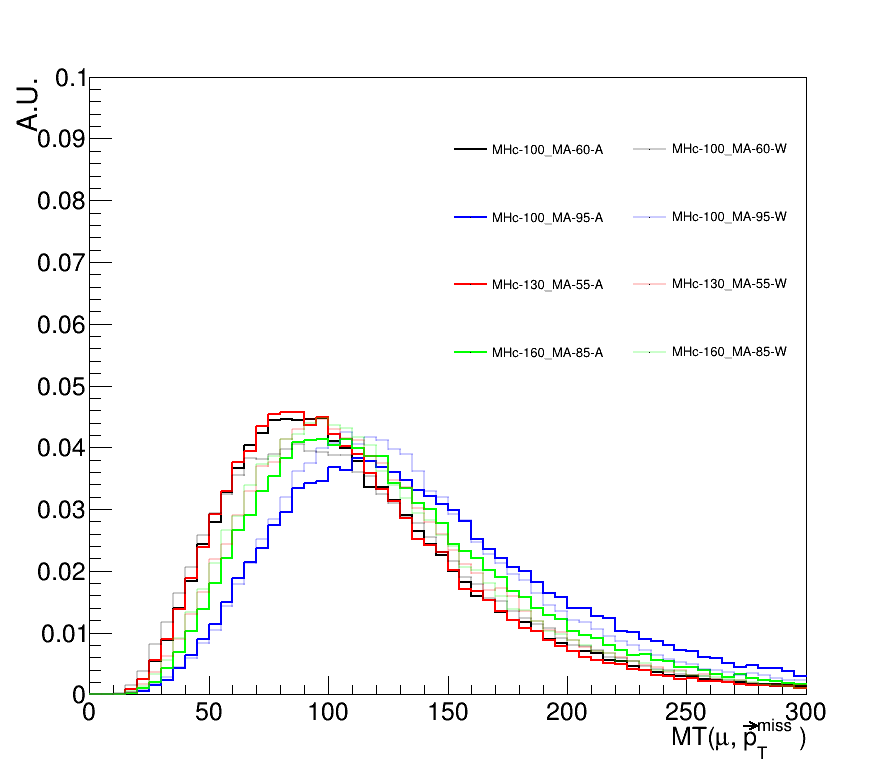 A.U.
0.1
0.09
0.08
0.07
0.06
0.05
0.04
0.03
0.02
0.01
0
MHc-100_MA-60-A MHc-100_MA-60-W
MHc-100_MA-95-A MHc-100_MA-95-W
MHc-130_MA-55-A MHc-130_MA-55-W
MHc-160_MA-85-A MHc-160_MA-85-W
0 50 100 150 200 250 300
MT(μ, p⃗_T^miss)